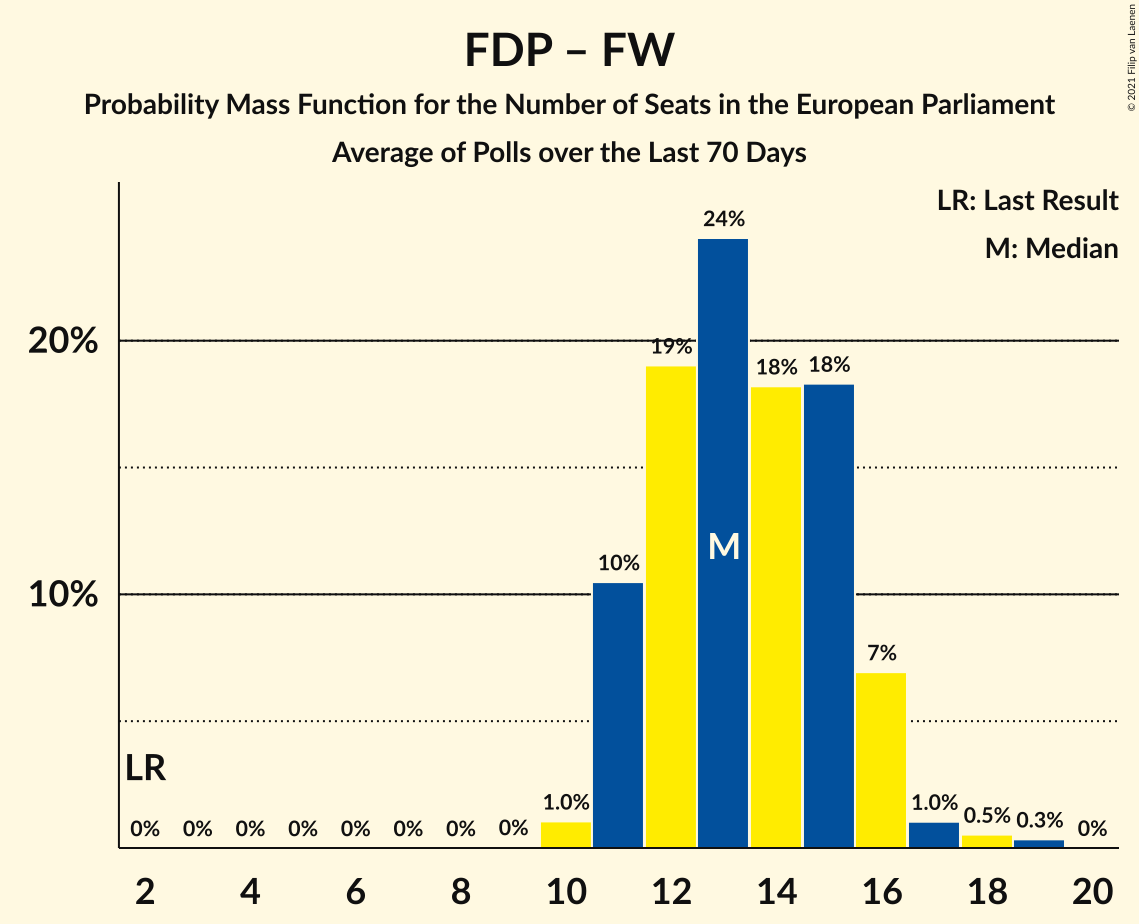 FDP – FW
Probability Mass Function for the Number of Seats in the European Parliament
Average of Polls over the Last 70 Days
© 2021 Filip van Laenen
LR: Last Result
M: Median
24%
20%
19%
18%
18%
M
10%
10%
7%
LR
1.0%
1.0%
0.5%
0.3%
0% 0% 0% 0% 0% 0% 0% 0% 0%
2 4 6 8 10 12 14 16 18 20